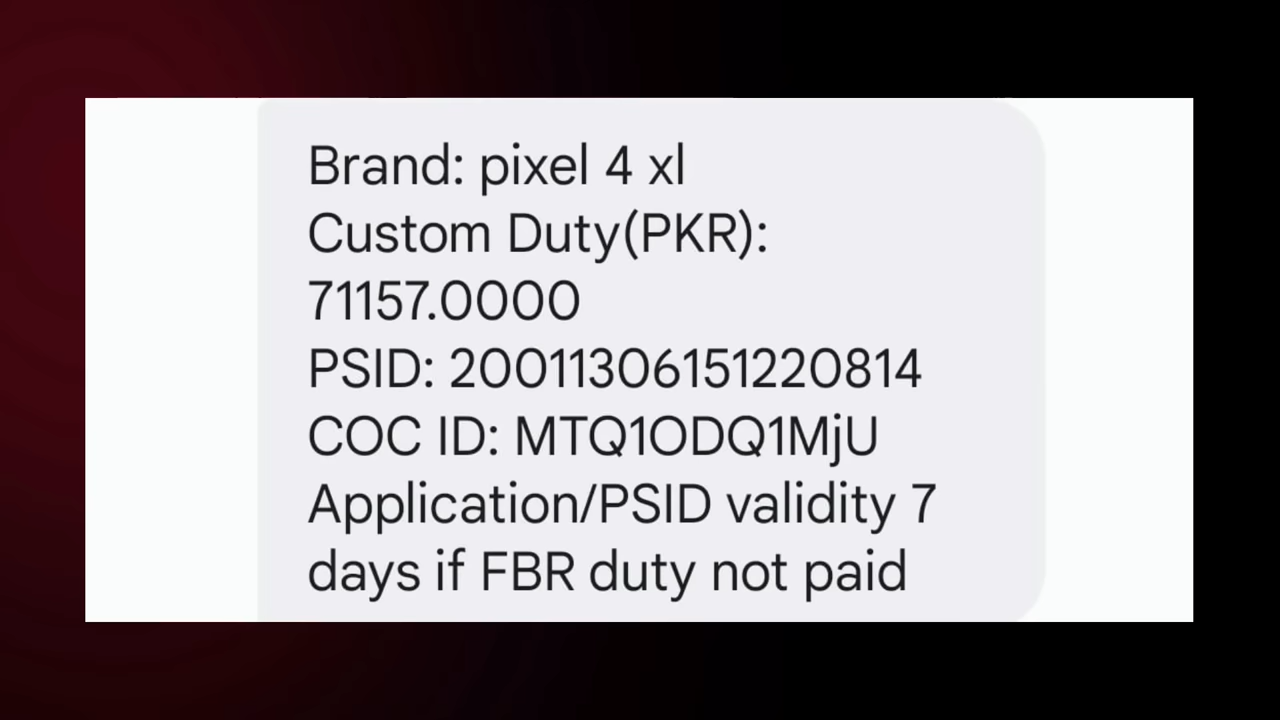 Brand: pixel 4 xl
Custom Duty(PKR):
71157.0000
PSID: 20011306151220814
COC ID: MTQ1ODQ1MjU
Application/PSID validity 7
days if FBR duty not paid